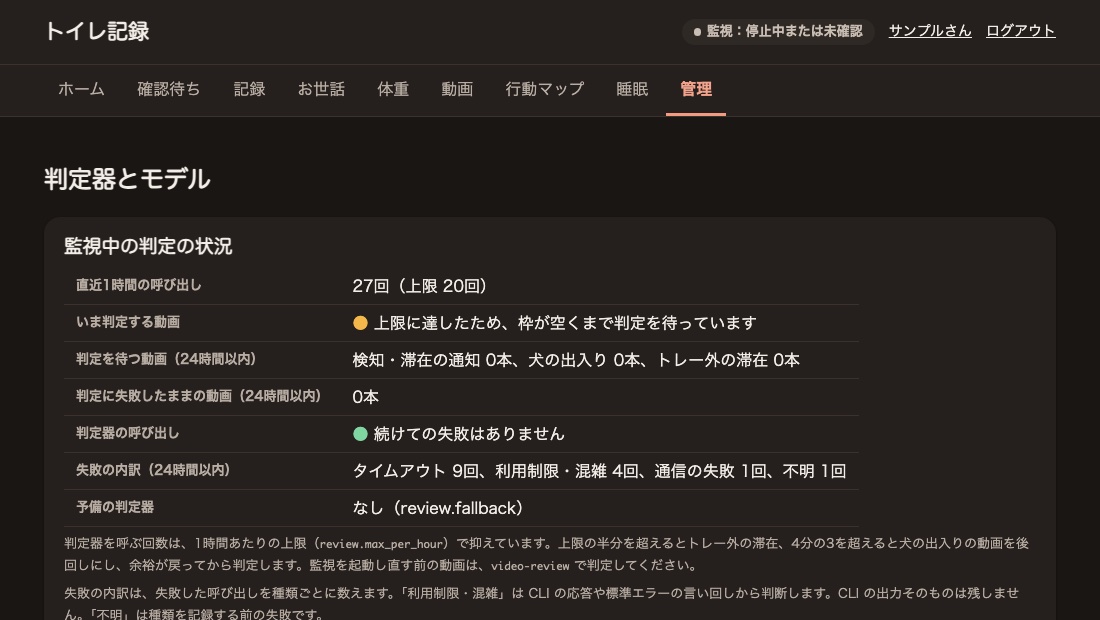 トイレ記録
監視：停止中または未確認 サンプルさん ログアウト
ホーム 確認待ち 記録 お世話 体重 動画 行動マップ 睡眠 管理
判定器とモデル
監視中の判定の状況
直近1時間の呼び出し 27回（上限 20回）
いま判定する動画 上限に達したため、枠が空くまで判定を待っています
判定を待つ動画（24時間以内） 検知・滞在の通知 0本、犬の出入り 0本、トレー外の滞在 0本
判定に失敗したままの動画（24時間以内） 0本
判定器の呼び出し 続けての失敗はありません
失敗の内訳（24時間以内） タイムアウト 9回、利用制限・混雑 4回、通信の失敗 1回、不明 1回
予備の判定器 なし（review.fallback）
判定器を呼ぶ回数は、1時間あたりの上限（review.max_per_hour）で抑えています。上限の半分を超えるとトレー外の滞在、4分の3を超えると犬の出入りの動画を後
回しにし、余裕が戻ってから判定します。監視を起動し直す前の動画は、video-review で判定してください。
失敗の内訳は、失敗した呼び出しを種類ごとに数えます。「利用制限・混雑」は CLI の応答や標準エラーの言い回しから判断します。CLI の出力そのものは残しませ
ん。「不明」は種類を記録する前の失敗です。